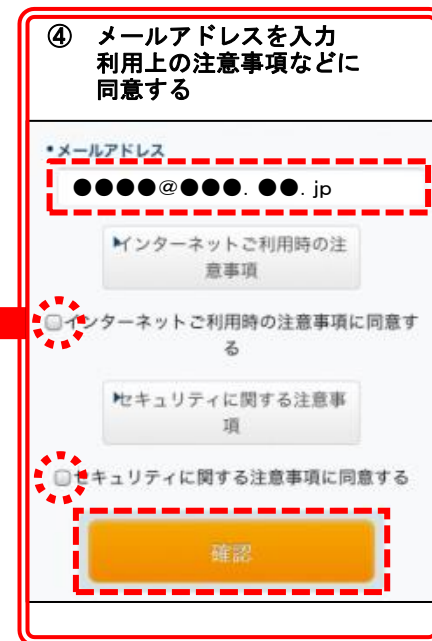 ④ メールアドレスを入力
利用上の注意事項などに
同意する
•メールアドレス
●●●●@●●●. ●●. jp
インターネットご利用時の注
意事項
インターネットご利用時の注意事項に同意す
る
セキュリティに関する注意事
項
セキュリティに関する注意事項に同意する
確認